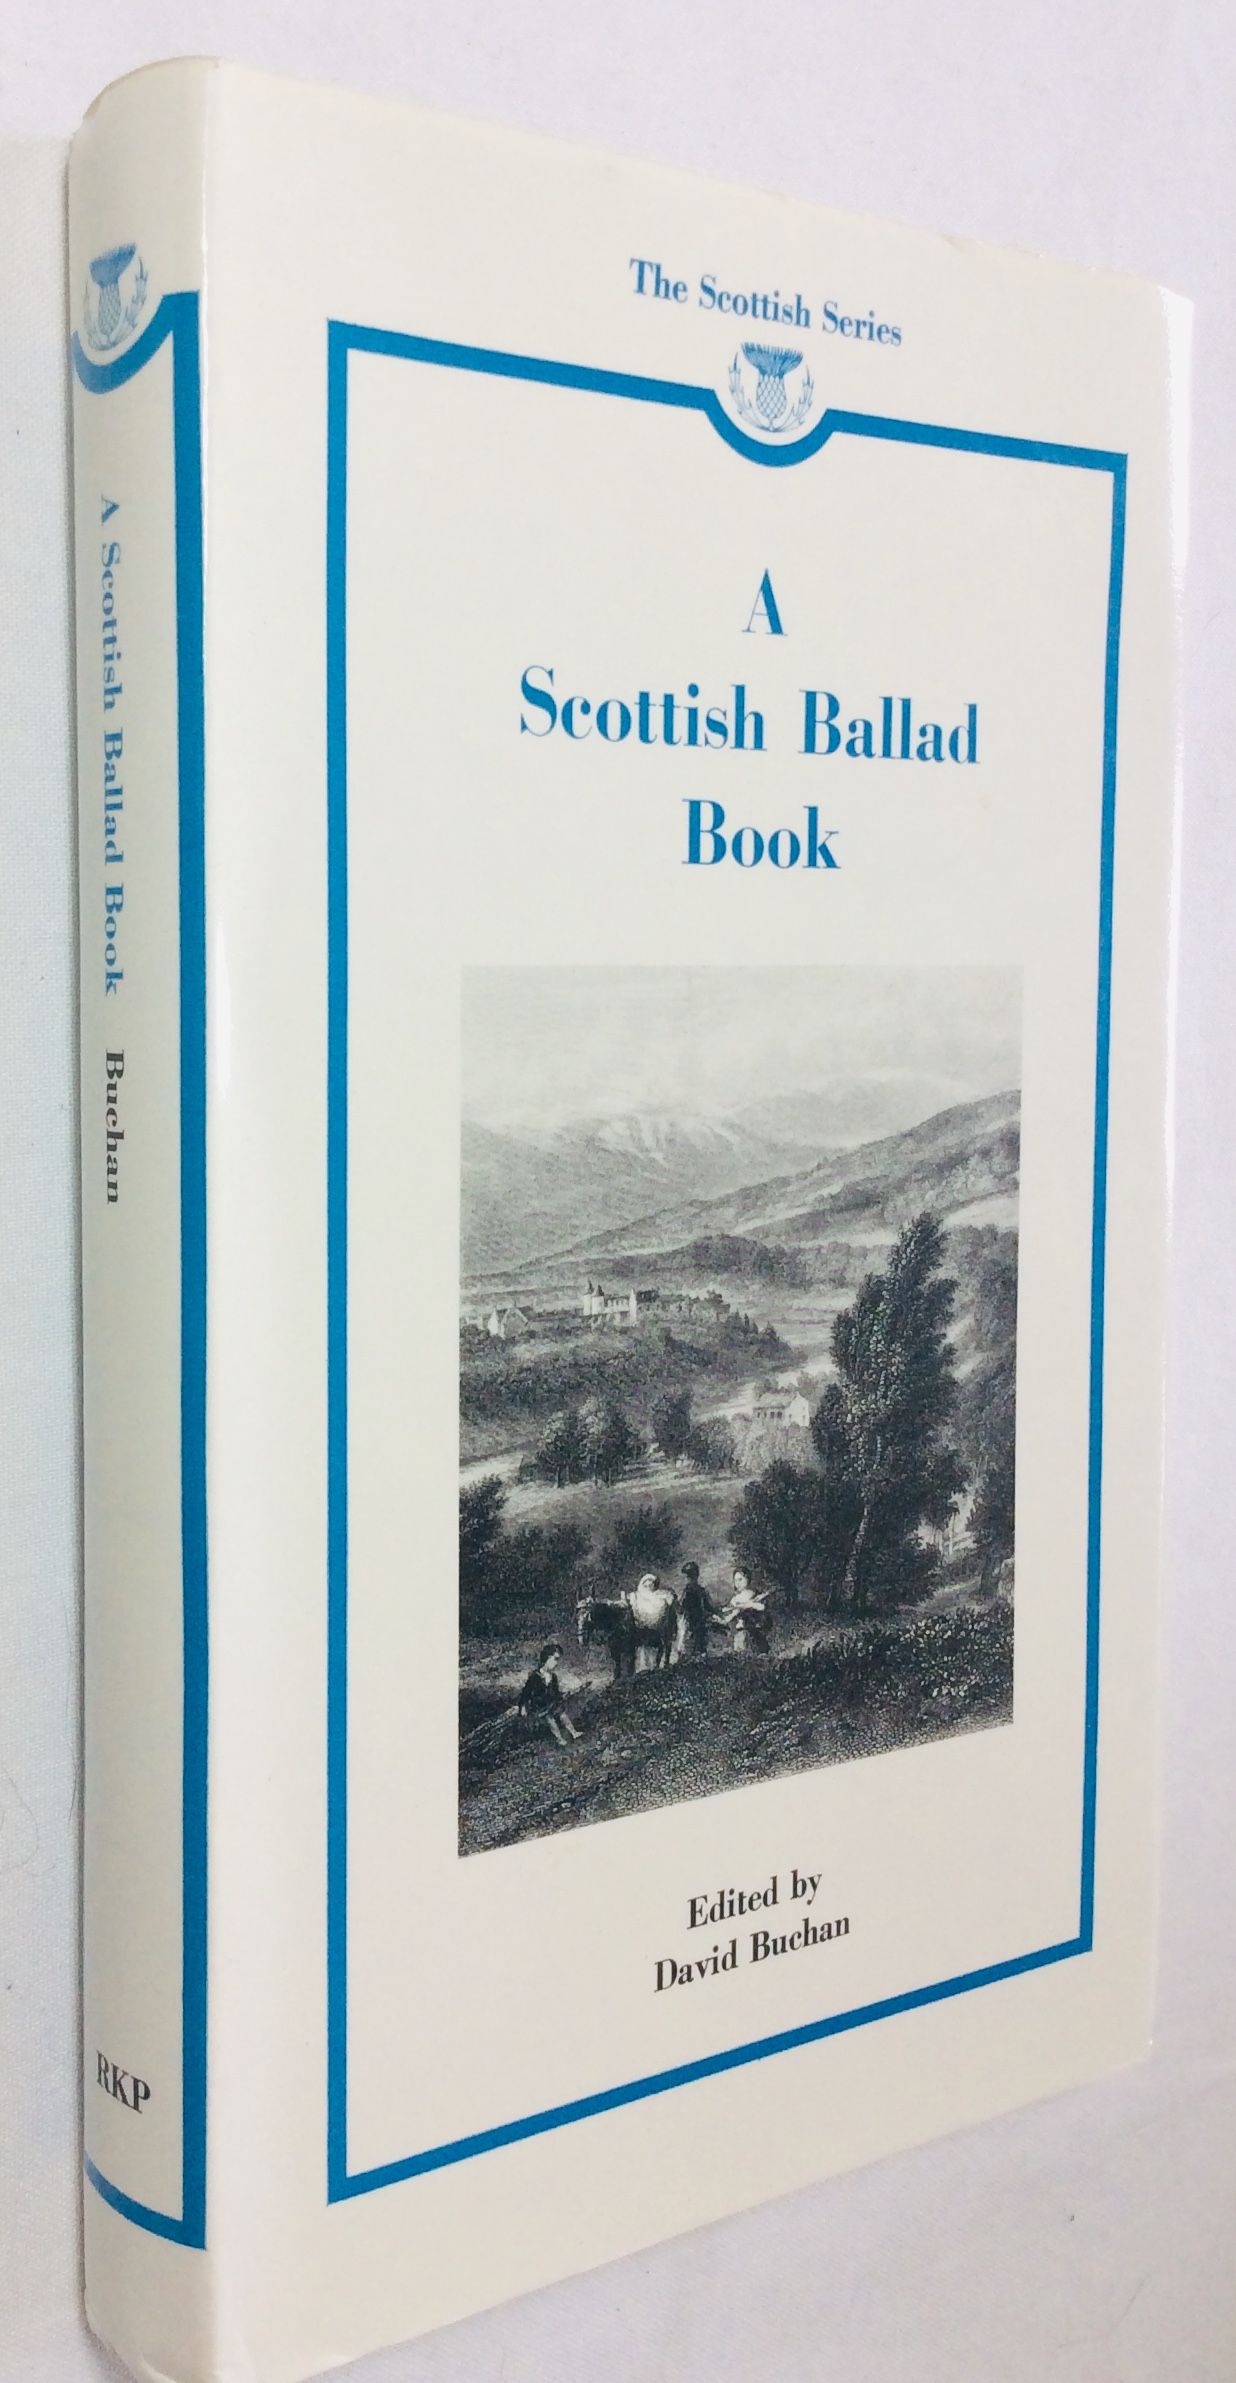 The Scottish Series
A
Scottish Ballad
Book
Edited by
David Buchan
A Scottish Ballad Book Buchan
RKP